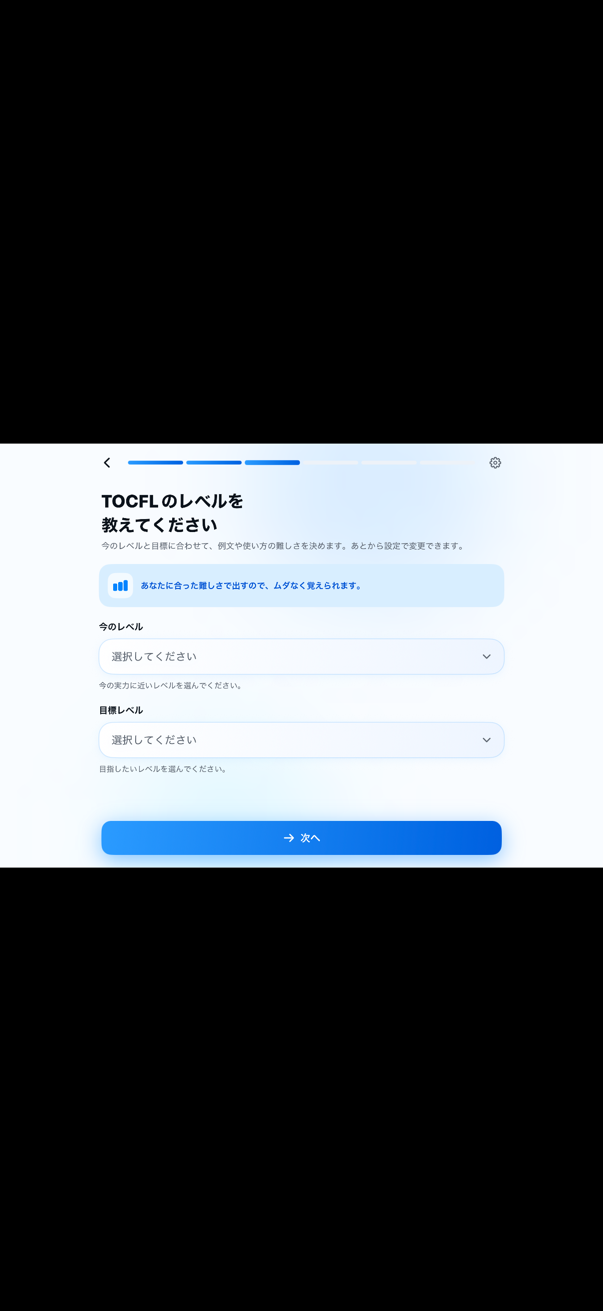 TOCFLのレベルを
教えてください
今のレベルと目標に合わせて、例文や使い方の難しさを決めます。あとから設定で変更できます。
あなたに合った難しさで出すので、ムダなく覚えられます。
今のレベル
選択してください
今の実力に近いレベルを選んでください。
目標レベル
選択してください
目指したいレベルを選んでください。
次へ